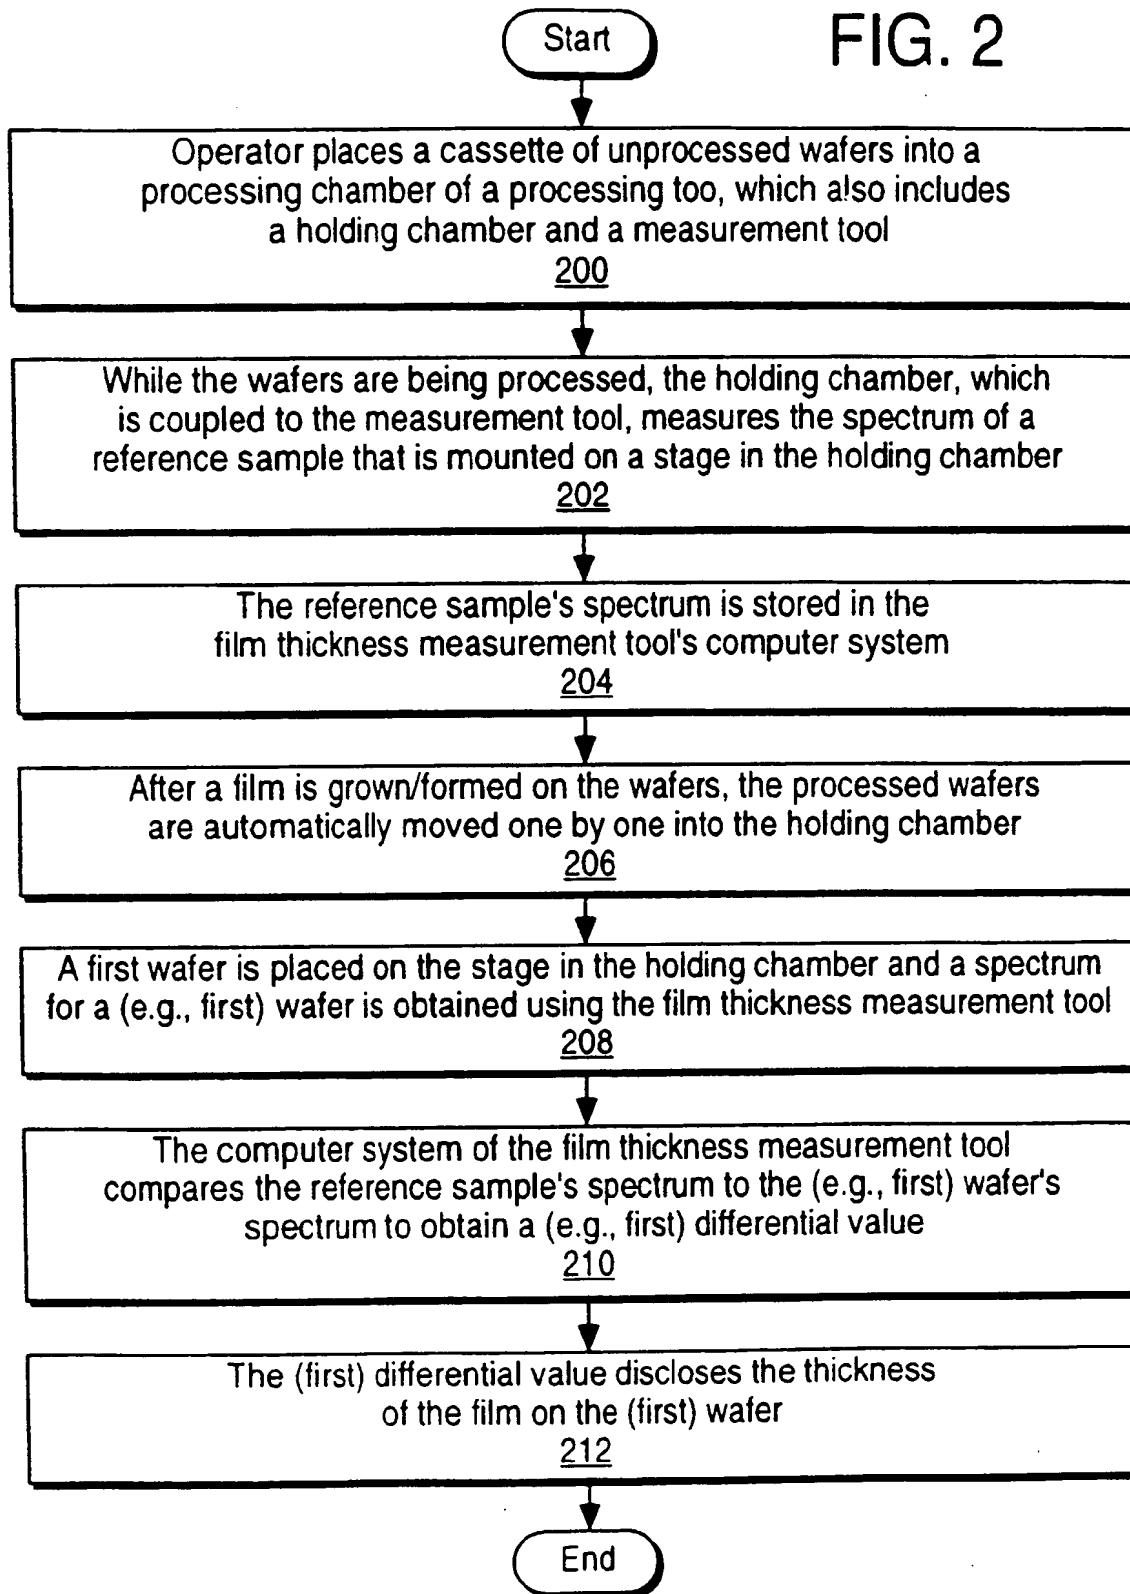 Start
FIG. 2
Operator places a cassette of unprocessed wafers into a
processing chamber of a processing too, which also includes
a holding chamber and a measurement tool
200
While the wafers are being processed, the holding chamber, which
is coupled to the measurement tool, measures the spectrum of a
reference sample that is mounted on a stage in the holding chamber
202
The reference sample's spectrum is stored in the
film thickness measurement tool's computer system
204
After a film is grown/formed on the wafers, the processed wafers
are automatically moved one by one into the holding chamber
206
A first wafer is placed on the stage in the holding chamber and a spectrum
for a (e.g., first) wafer is obtained using the film thickness measurement tool
208
The computer system of the film thickness measurement tool
compares the reference sample's spectrum to the (e.g., first) wafer's
spectrum to obtain a (e.g., first) differential value
210
The (first) differential value discloses the thickness
of the film on the (first) wafer
212
End